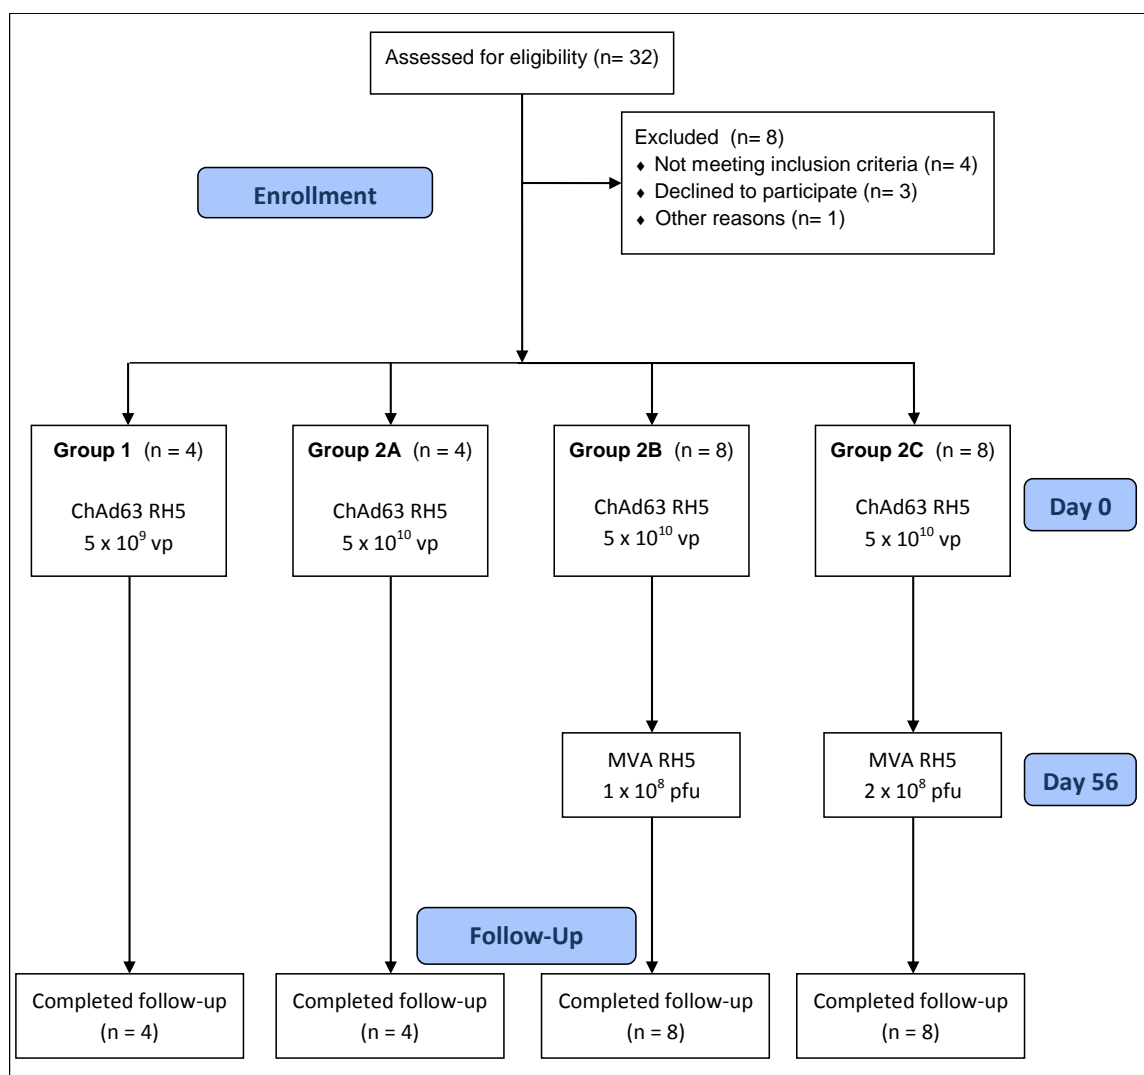 Assessed for eligibility (n= 32)
Excluded (n= 8)
♦ Not meeting inclusion criteria (n= 4)
♦ Declined to participate (n= 3)
♦ Other reasons (n= 1)
Enrollment
Group 1 (n = 4)
ChAd63 RH5
5 x 10⁹ vp
Group 2A (n = 4)
ChAd63 RH5
5 x 10¹⁰ vp
Group 2B (n = 8)
ChAd63 RH5
5 x 10¹⁰ vp
Group 2C (n = 8)
ChAd63 RH5
5 x 10¹⁰ vp
Day 0
MVA RH5
1 x 10⁸ pfu
MVA RH5
2 x 10⁸ pfu
Day 56
Follow-Up
Completed follow-up
(n = 4)
Completed follow-up
(n = 4)
Completed follow-up
(n = 8)
Completed follow-up
(n = 8)